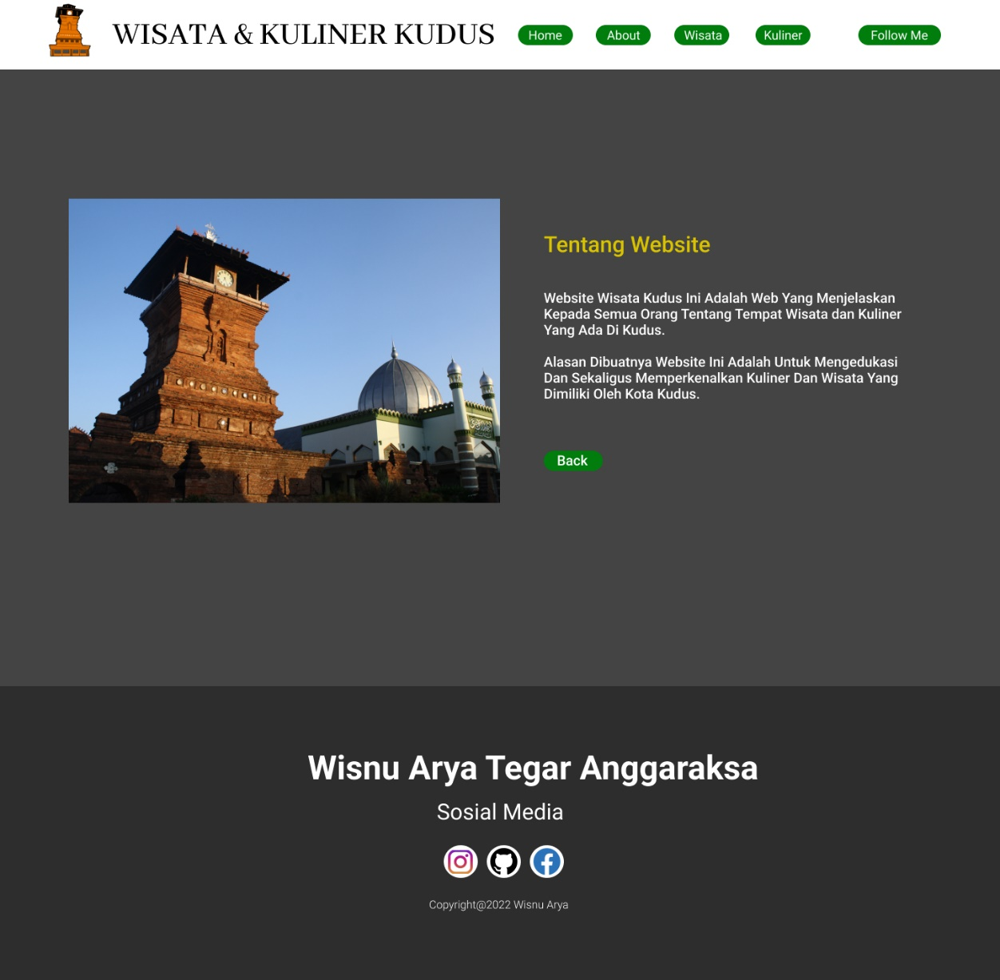 WISATA & KULINER KUDUS
Home
About
Wisata
Kuliner
Follow Me
Tentang Website
Website Wisata Kudus Ini Adalah Web Yang Menjelaskan
Kepada Semua Orang Tentang Tempat Wisata dan Kuliner
Yang Ada Di Kudus.
Alasan Dibuatnya Website Ini Adalah Untuk Mengedukasi
Dan Sekaligus Memperkenalkan Kuliner Dan Wisata Yang
Dimiliki Oleh Kota Kudus.
Back
Wisnu Arya Tegar Anggaraksa
Sosial Media
Copyright@2022 Wisnu Arya